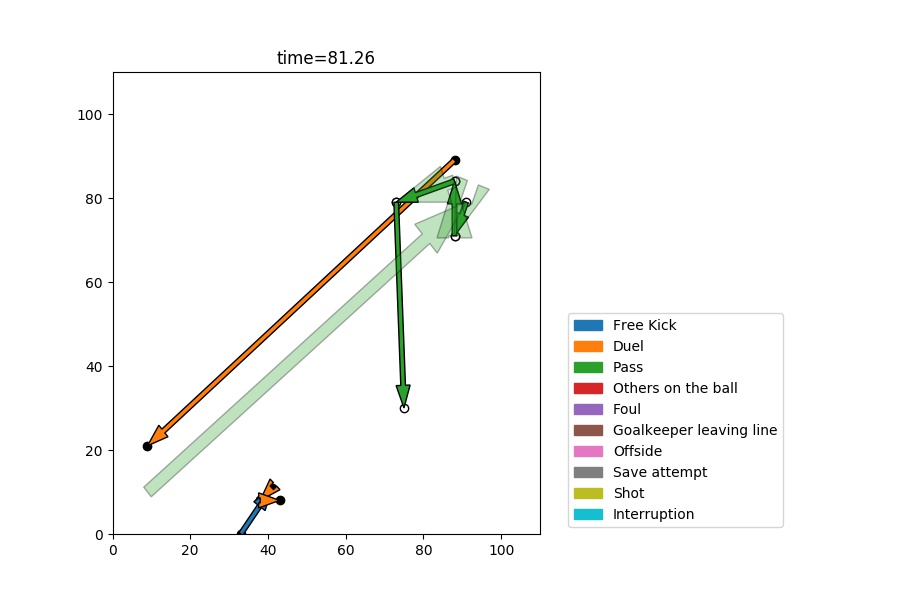 time=81.26
100
80
60
40
20
0
0 20 40 60 80 100
Free Kick
Duel
Pass
Others on the ball
Foul
Goalkeeper leaving line
Offside
Save attempt
Shot
Interruption